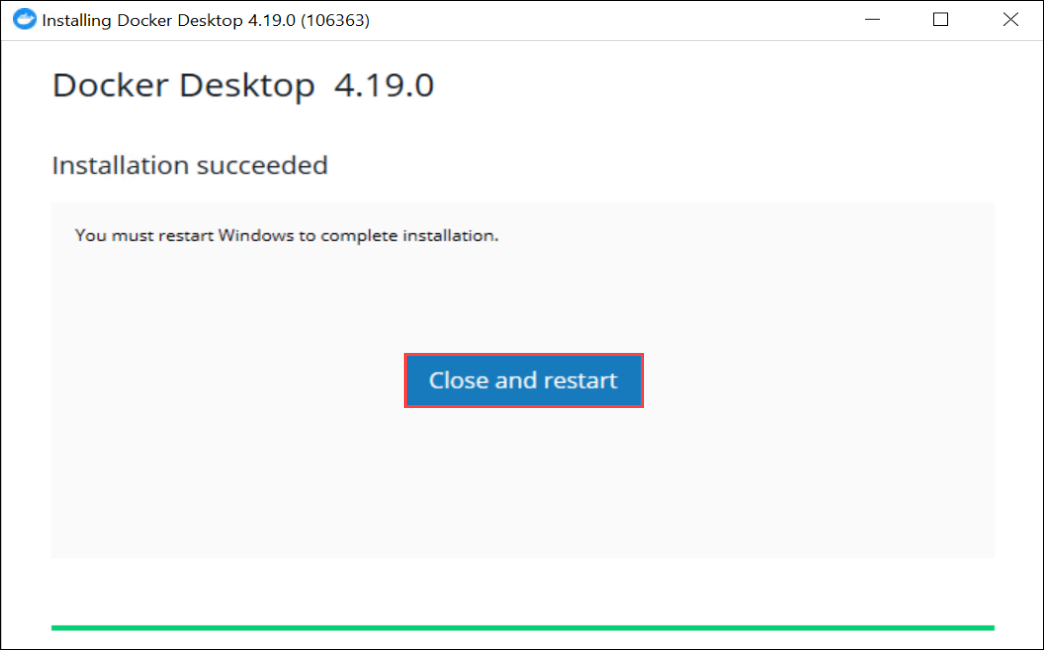 Installing Docker Desktop 4.19.0 (106363)
Docker Desktop 4.19.0
Installation succeeded
You must restart Windows to complete installation.
Close and restart